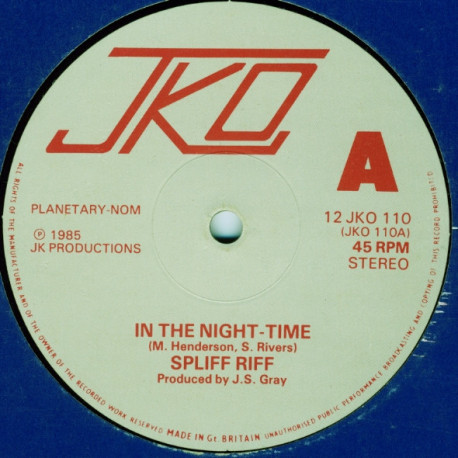 JKO
A
PLANETARY-NOM
℗ 1985
JK PRODUCTIONS
12 JKO 110
(JKO 110A)
45 RPM
STEREO
IN THE NIGHT-TIME
(M. Henderson, S. Rivers)
SPLIFF RIFF
Produced by J.S. Gray
ALL RIGHTS OF THE MANUFACTURER AND OF THE OWNER OF THE RECORDED WORK RESERVED MADE IN Gt. BRITAIN UNAUTHORISED PUBLIC PERFORMANCE BROADCASTING AND COPYING OF THIS RECORD PROHIBITED